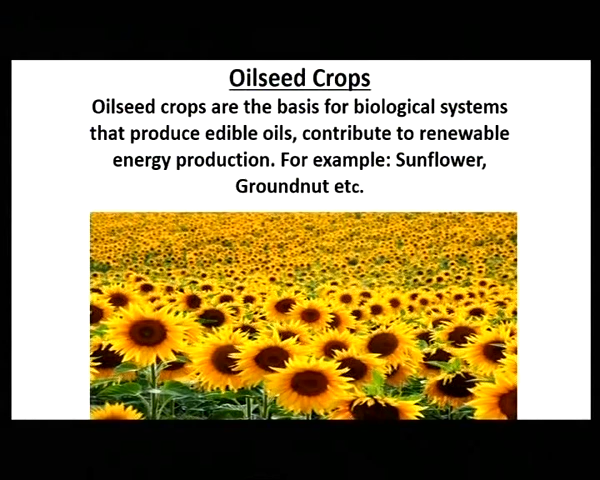 Oilseed Crops
Oilseed crops are the basis for biological systems
that produce edible oils, contribute to renewable
energy production. For example: Sunflower,
Groundnut etc.